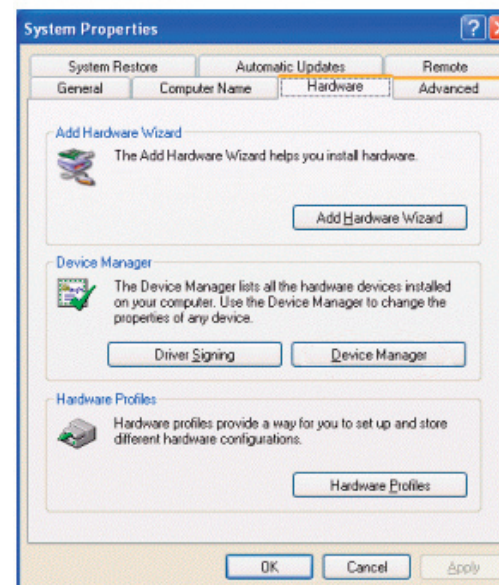 System Properties
System Restore Automatic Updates Remote
General Computer Name Hardware Advanced
Add Hardware Wizard
The Add Hardware Wizard helps you install hardware.
Add Hardware Wizard
Device Manager
The Device Manager lists all the hardware devices installed
on your computer. Use the Device Manager to change the
properties of any device.
Driver Signing Device Manager
Hardware Profiles
Hardware profiles provide a way for you to set up and store
different hardware configurations.
Hardware Profiles
OK Cancel Apply